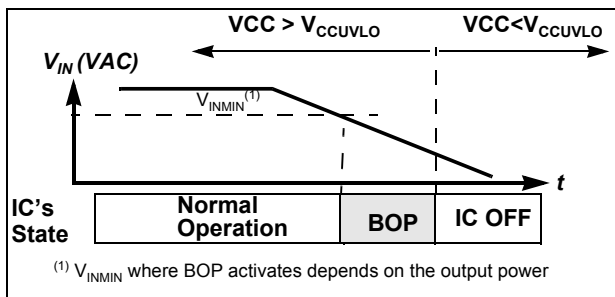 VCC > VCCUVLO VCC<VCCUVLO
VIN (VAC)
VINMIN(1)
t
IC's State
Normal Operation
BOP
IC OFF
(1) VINMIN where BOP activates depends on the output power